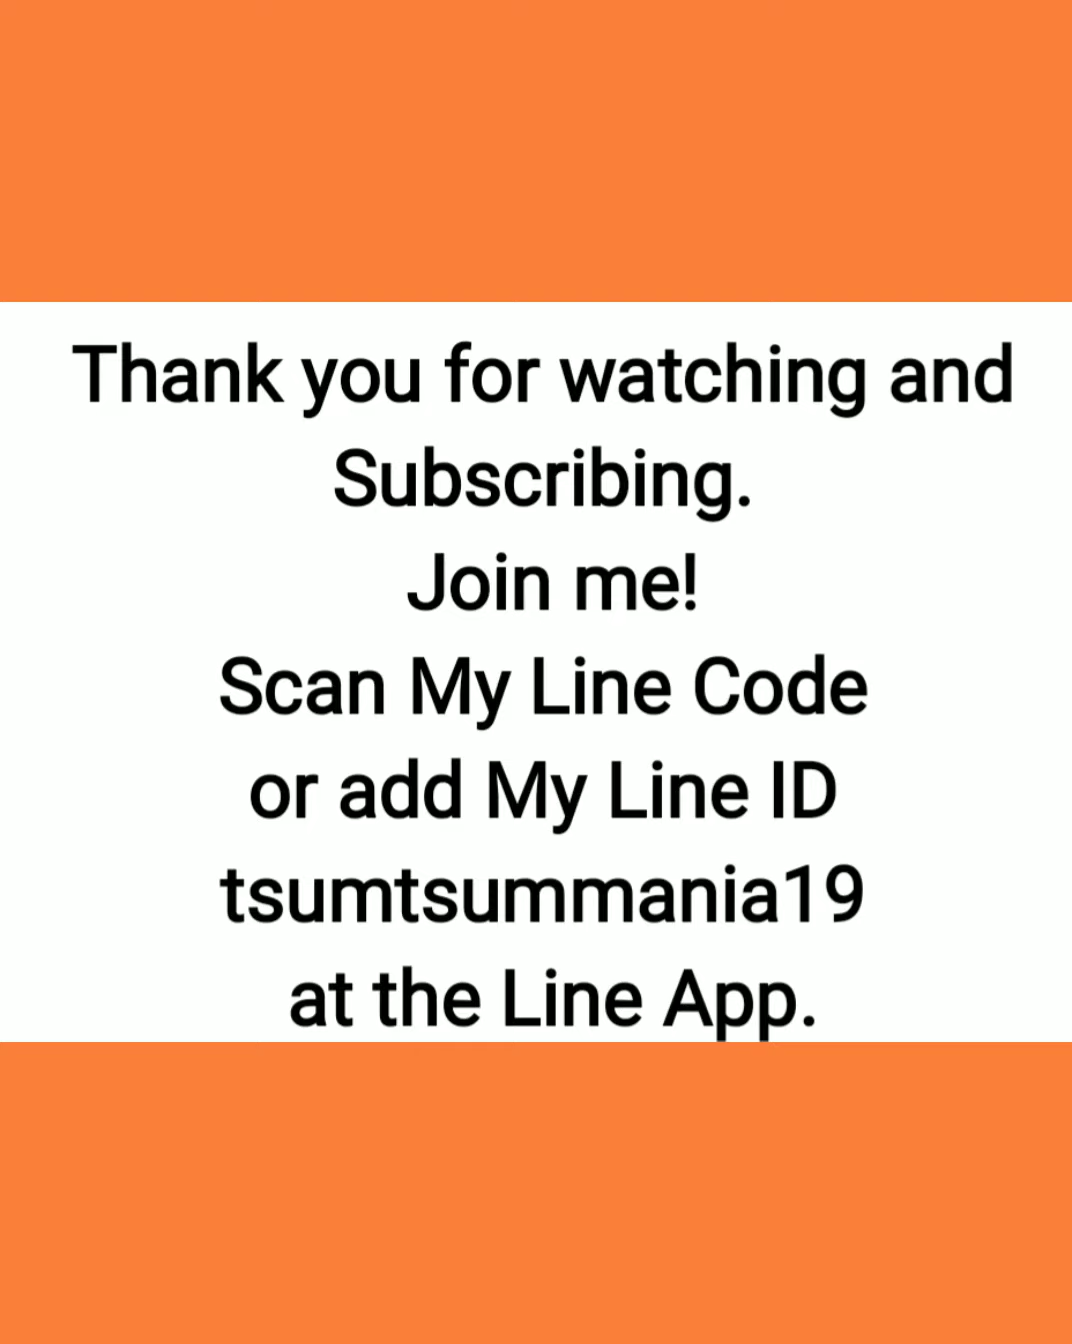 Thank you for watching and
Subscribing.
Join me!
Scan My Line Code
or add My Line ID
tsumtsummania19
at the Line App.